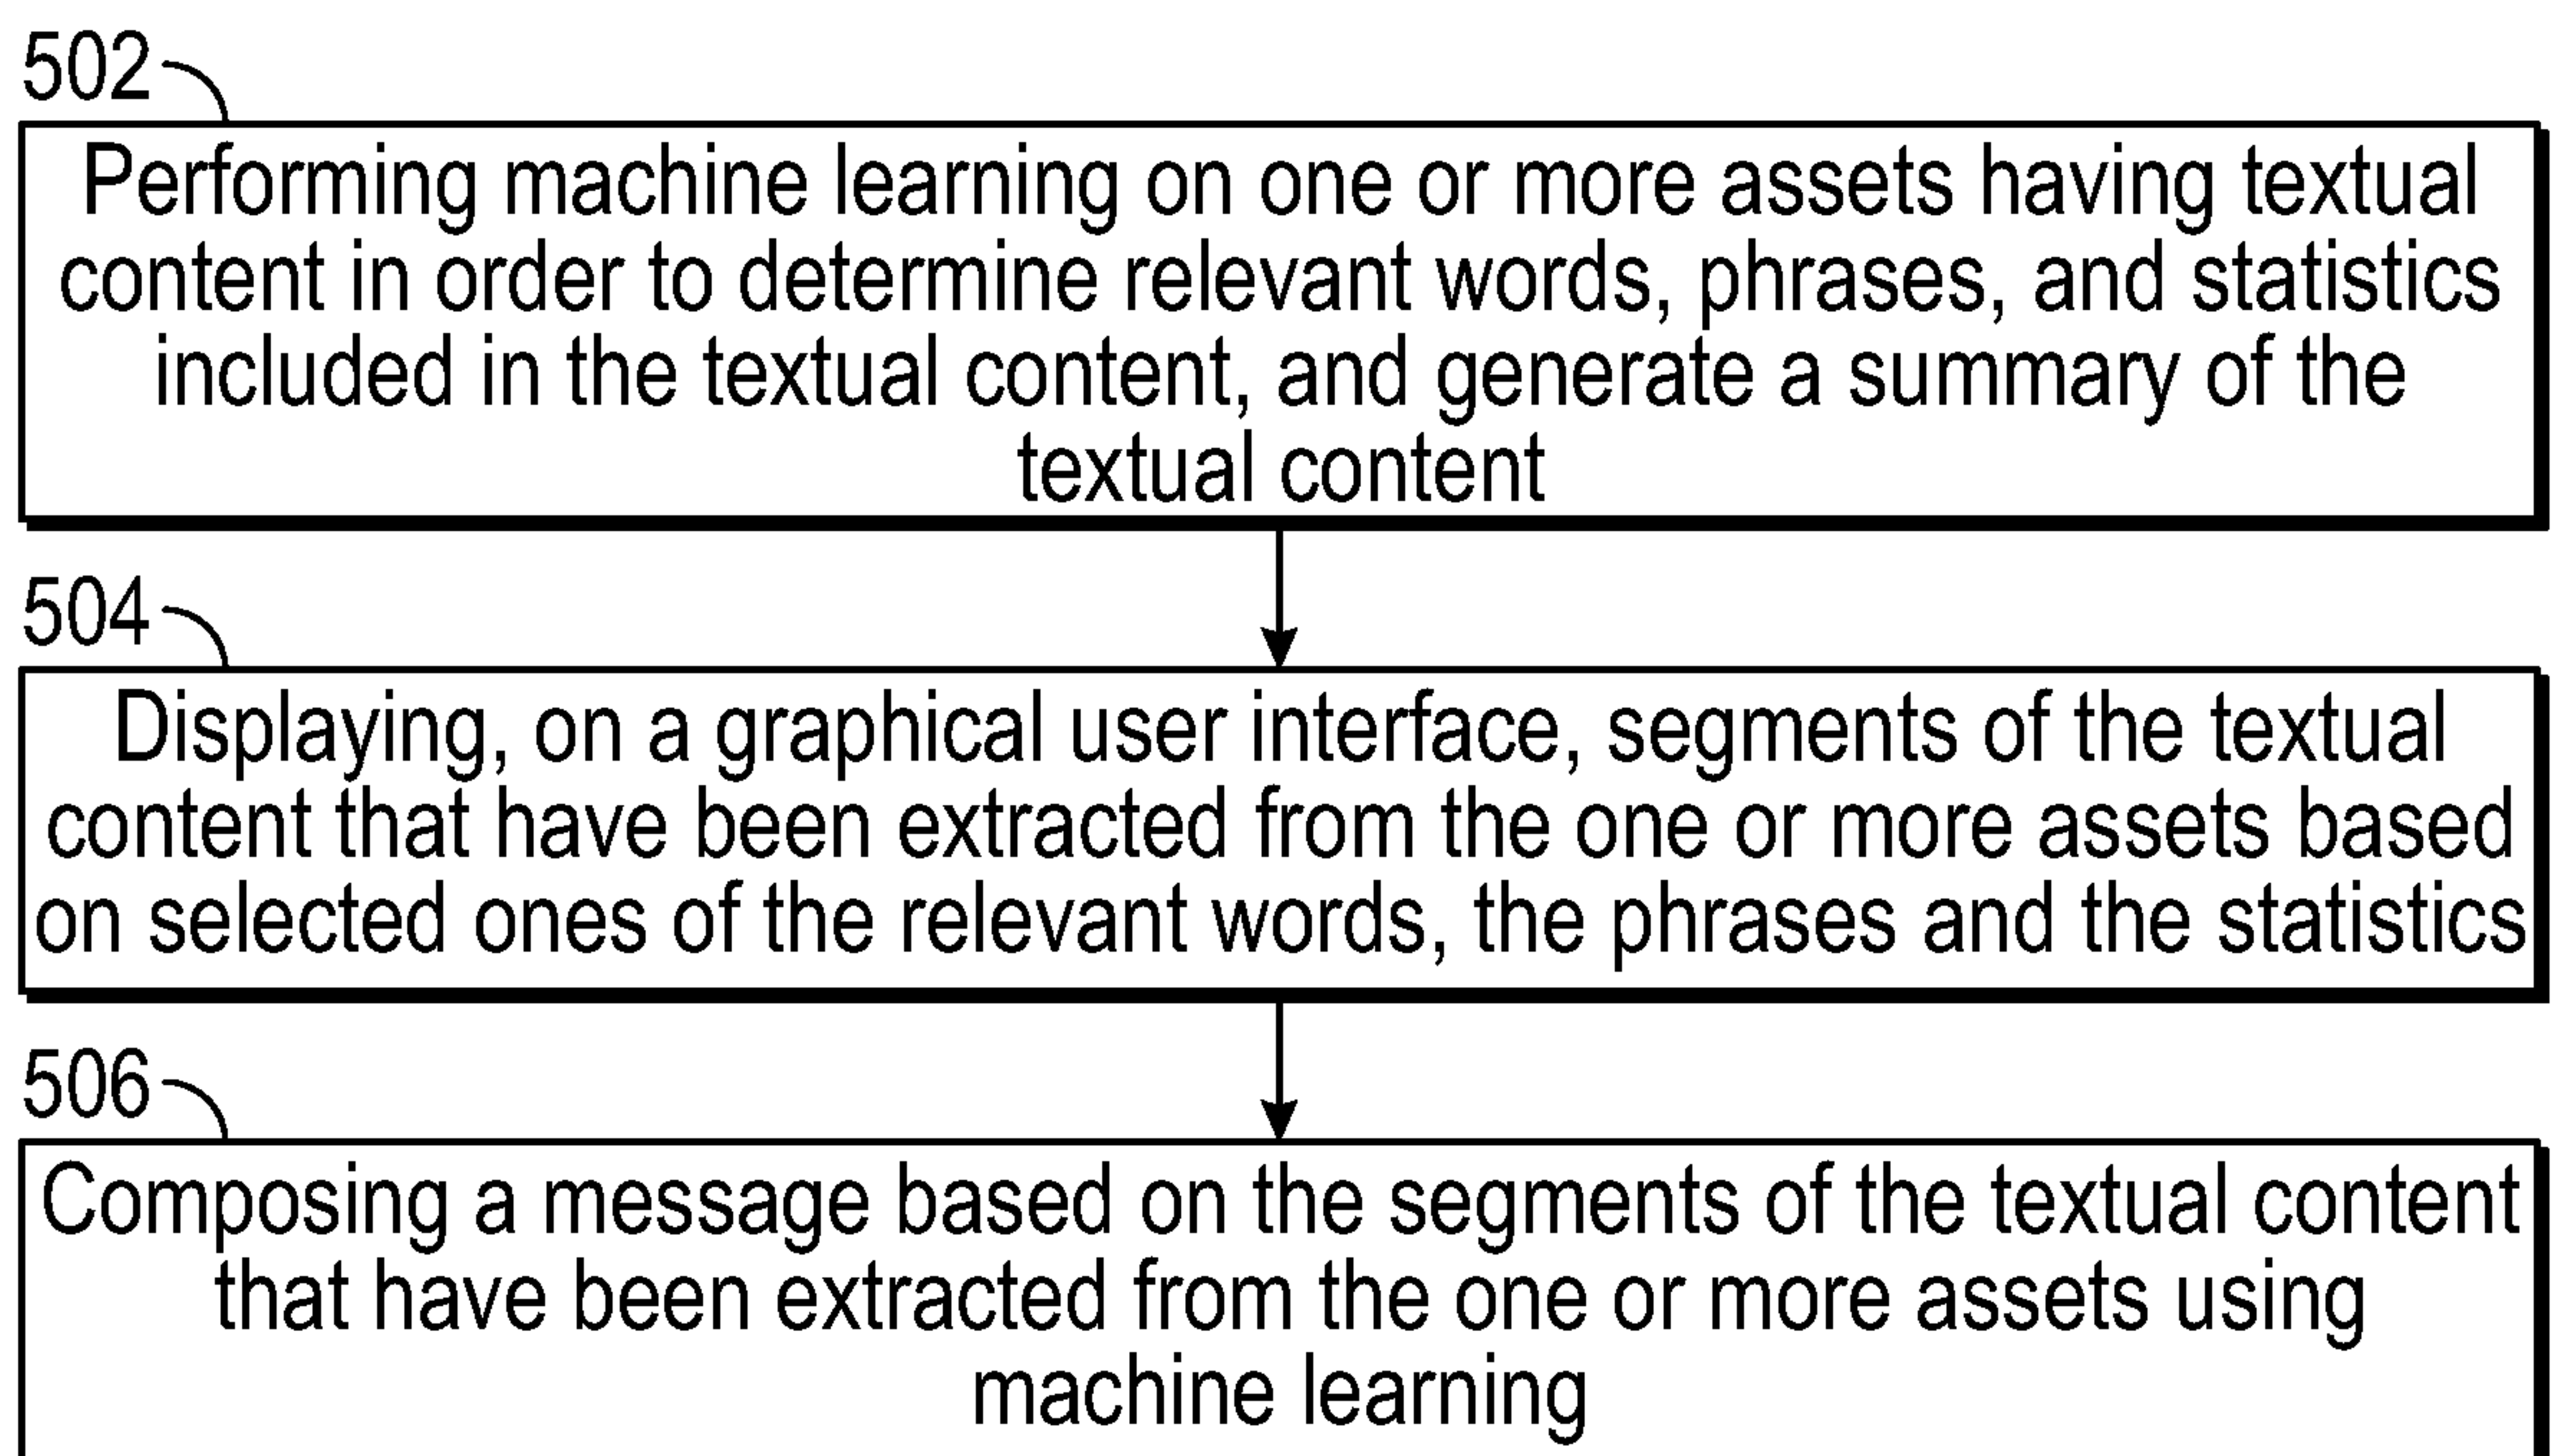 502
Performing machine learning on one or more assets having textual
content in order to determine relevant words, phrases, and statistics
included in the textual content, and generate a summary of the
textual content
504
Displaying, on a graphical user interface, segments of the textual
content that have been extracted from the one or more assets based
on selected ones of the relevant words, the phrases and the statistics
506
Composing a message based on the segments of the textual content
that have been extracted from the one or more assets using
machine learning